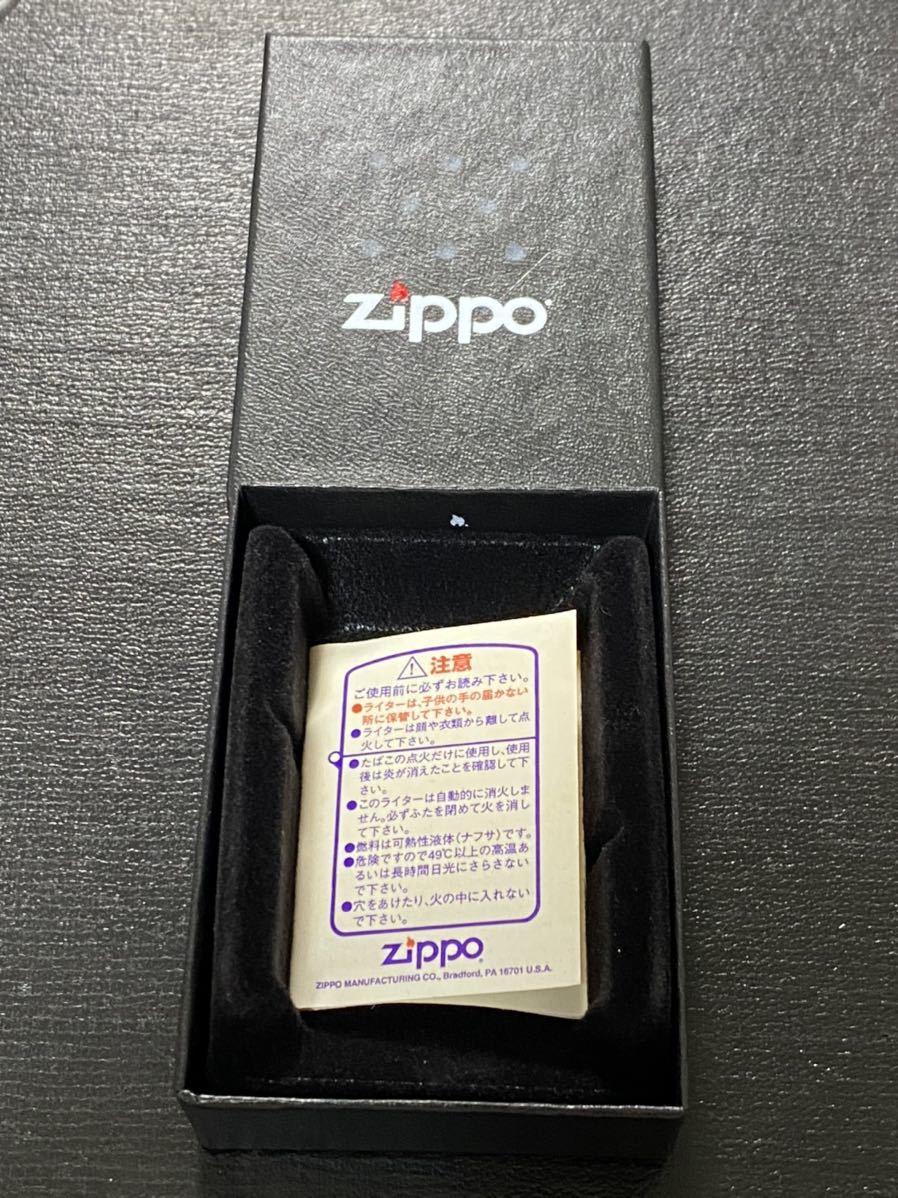 zippo
注意
ご使用前に必ずお読み下さい。
●ライターは、子供の手の届かない
所に保管して下さい。
●ライターは顔や衣類から離して点
火して下さい。
●たばこの点火だけに使用し、使用
後は炎が消えたことを確認して下
さい。
●このライターは自動的に消火しま
せん。必ずふたを閉めて火を消し
て下さい。
●燃料は可熱性液体(ナフサ)です。
●危険ですので49℃以上の高温あ
るいは長時間日光にさらさない
で下さい。
●穴をあけたり、火の中に入れない
で下さい。
zippo
ZIPPO MANUFACTURING CO., Bradford, PA 16701 U.S.A.